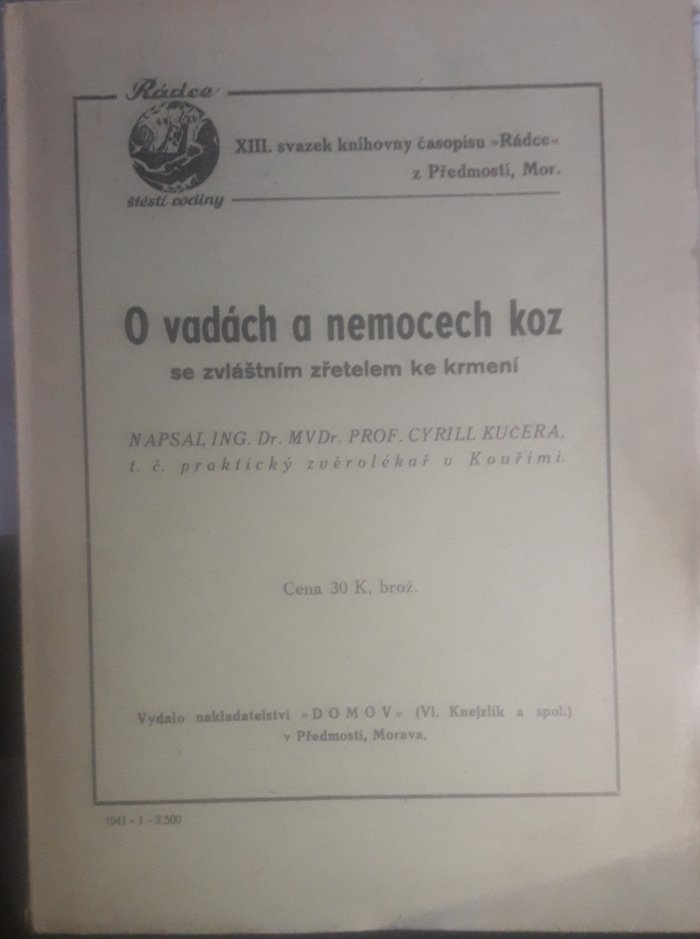 Rádce
štěstí rodiny
XIII. svazek knihovny časopisu »Rádce«
z Předmostí, Mor.
O vadách a nemocech koz
se zvláštním zřetelem ke krmení
NAPSAL ING. Dr. MVDr. PROF. CYRILL KUČERA,
t. č. praktický zvěrolékař v Kouřimi.
Cena 30 K, brož.
Vydalo nakladatelství »DOMOV« (Vl. Knejzlík a spol.)
v Předmostí, Morava.
1941 - 1 - 3.500